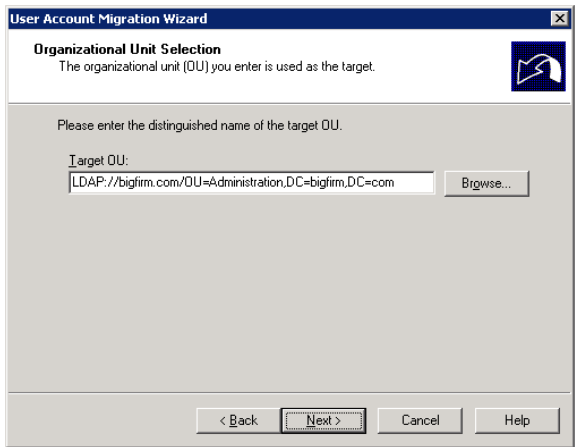 User Account Migration Wizard
Organizational Unit Selection
The organizational unit (OU) you enter is used as the target.
Please enter the distinguished name of the target OU.
Target OU:
LDAP://bigfirm.com/OU=Administration,DC=bigfirm,DC=com
Browse...
< Back
Next >
Cancel
Help